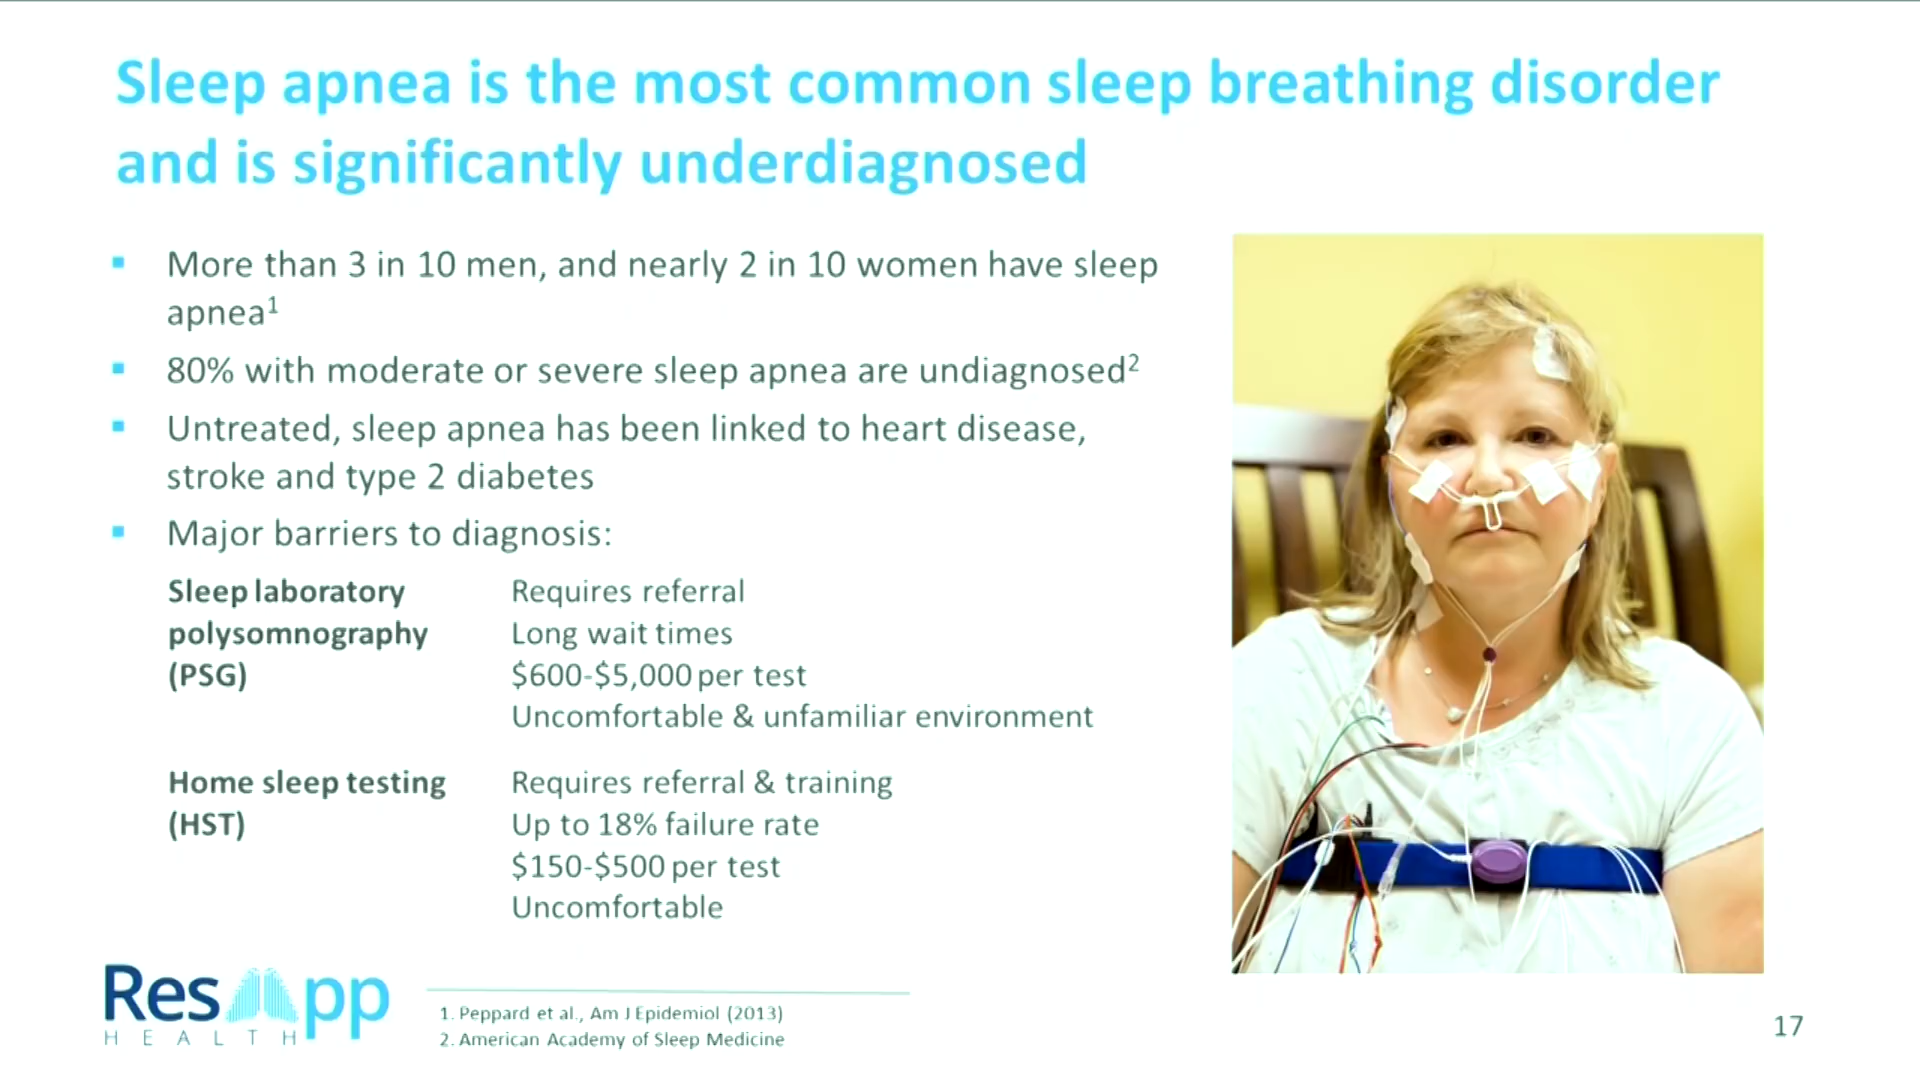 Sleep apnea is the most common sleep breathing disorder
and is significantly underdiagnosed
More than 3 in 10 men, and nearly 2 in 10 women have sleep
apnea¹
80% with moderate or severe sleep apnea are undiagnosed²
Untreated, sleep apnea has been linked to heart disease,
stroke and type 2 diabetes
Major barriers to diagnosis:
Sleep laboratory
polysomnography
(PSG)
Requires referral
Long wait times
$600-$5,000 per test
Uncomfortable & unfamiliar environment
Home sleep testing
(HST)
Requires referral & training
Up to 18% failure rate
$150-$500 per test
Uncomfortable
ResApp
HEALTH
1. Peppard et al., Am J Epidemiol (2013)
2. American Academy of Sleep Medicine
17